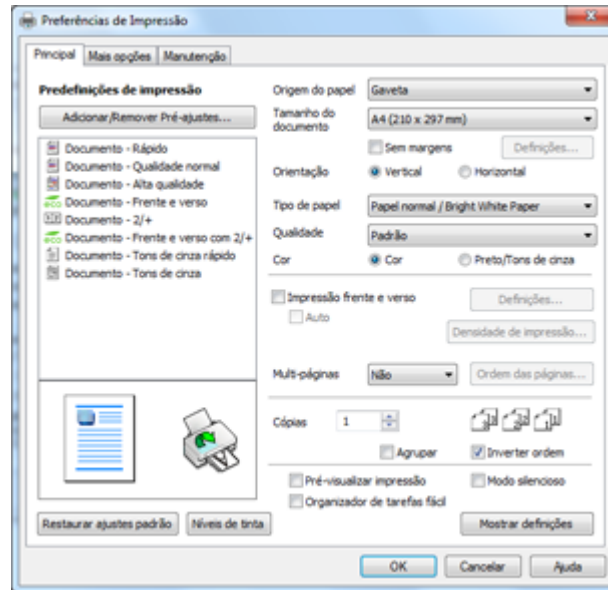 Preferências de Impressão
Principal
Mais opções
Manutenção
Predefinições de impressão
Adicionar/Remover Pré-ajustes...
Documento - Rápido
Documento - Qualidade normal
Documento - Alta qualidade
eco Documento - Frente e verso
Documento - 2/+
eco Documento - Frente e verso com 2/+
Documento - Tons de cinza rápido
Documento - Tons de cinza
Restaurar ajustes padrão
Níveis de tinta
Origem do papel
Gaveta
Tamanho do
documento
A4 (210 x 297 mm)
Sem margens
Definições...
Orientação
Vertical
Horizontal
Tipo de papel
Papel normal / Bright White Paper
Qualidade
Padrão
Cor
Cor
Preto/Tons de cinza
Impressão frente e verso
Definições...
Auto
Densidade de impressão...
Multi-páginas
Não
Ordem das páginas...
Cópias
1
Agrupar
Inverter ordem
Pré-visualizar impressão
Modo silencioso
Organizador de tarefas fácil
Mostrar definições
OK
Cancelar
Ajuda